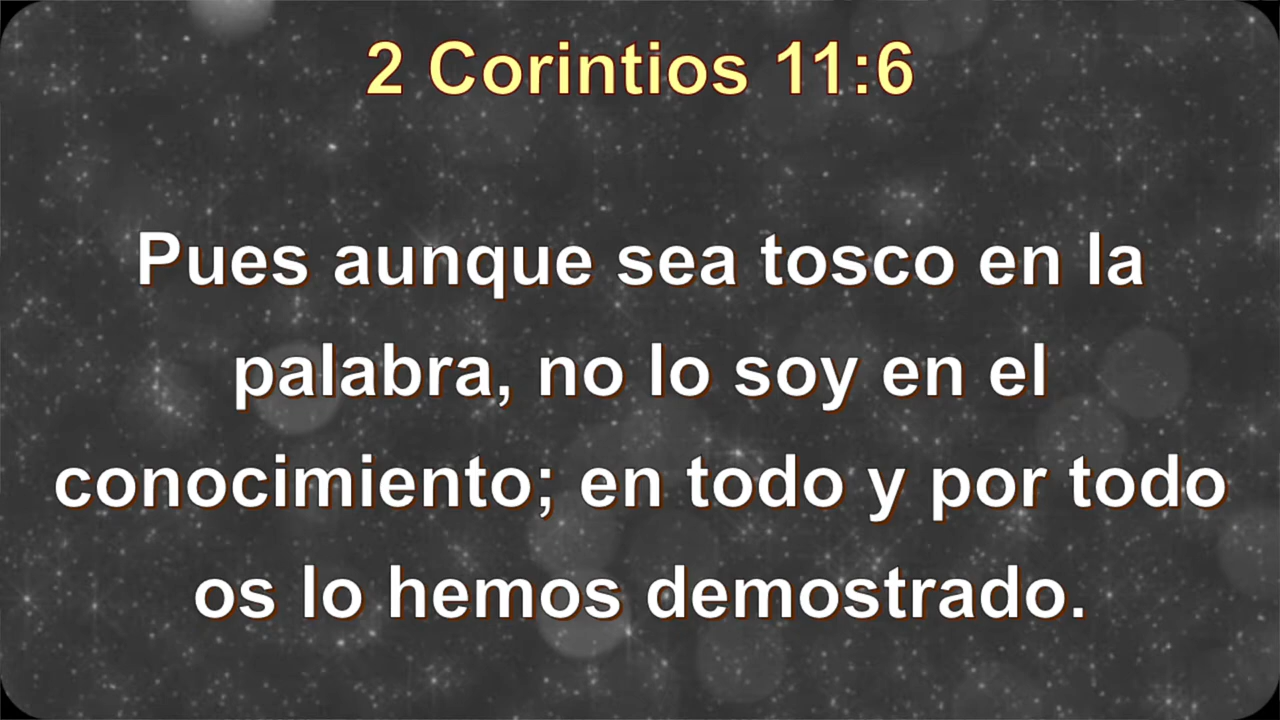 2 Corintios 11:6
Pues aunque sea tosco en la
palabra, no lo soy en el
conocimiento; en todo y por todo
os lo hemos demostrado.